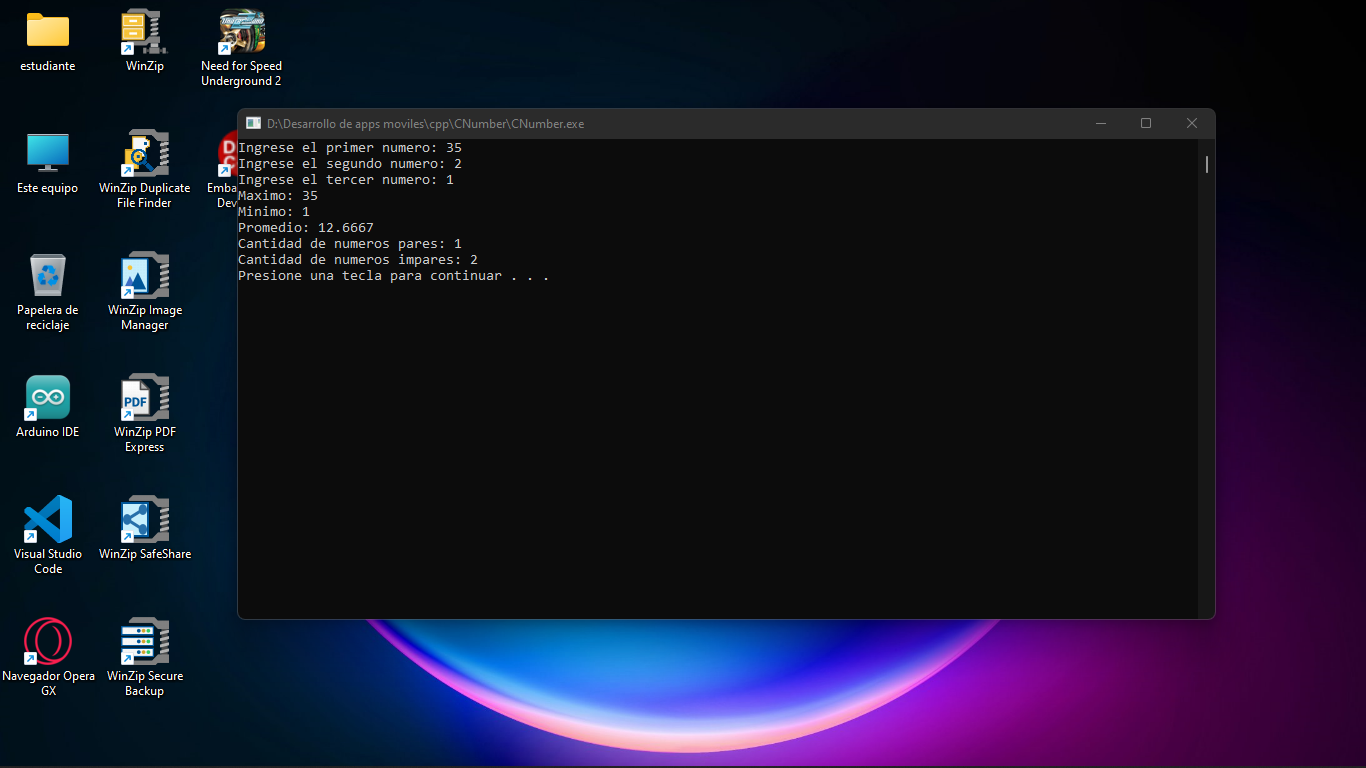 estudiante
WinZip
Need for Speed
Underground 2
D:\Desarrollo de apps moviles\cpp\CNumber\CNumber.exe
Ingrese el primer numero: 35
Ingrese el segundo numero: 2
Ingrese el tercer numero: 1
Maximo: 35
Minimo: 1
Promedio: 12.6667
Cantidad de numeros pares: 1
Cantidad de numeros impares: 2
Presione una tecla para continuar . . .
Este equipo
WinZip Duplicate
File Finder
Papelera de
reciclaje
WinZip Image
Manager
Arduino IDE
PDF
WinZip PDF
Express
Visual Studio
Code
WinZip SafeShare
Navegador Opera
GX
WinZip Secure
Backup